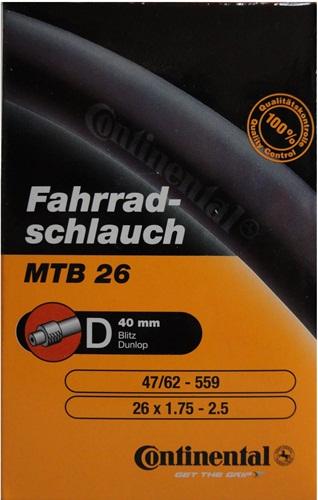 Continental
Qualitätskontrolle
100%
Quality Control
Fahrrad-
schlauch
MTB 26
D
40 mm
Blitz
Dunlop
47/62 - 559
26 x 1.75 - 2.5
Continental
GET THE GRIP